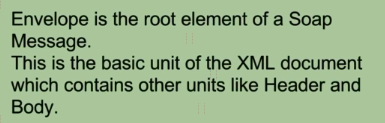 Envelope is the root element of a Soap
Message.
This is the basic unit of the XML document
which contains other units like Header and
Body.